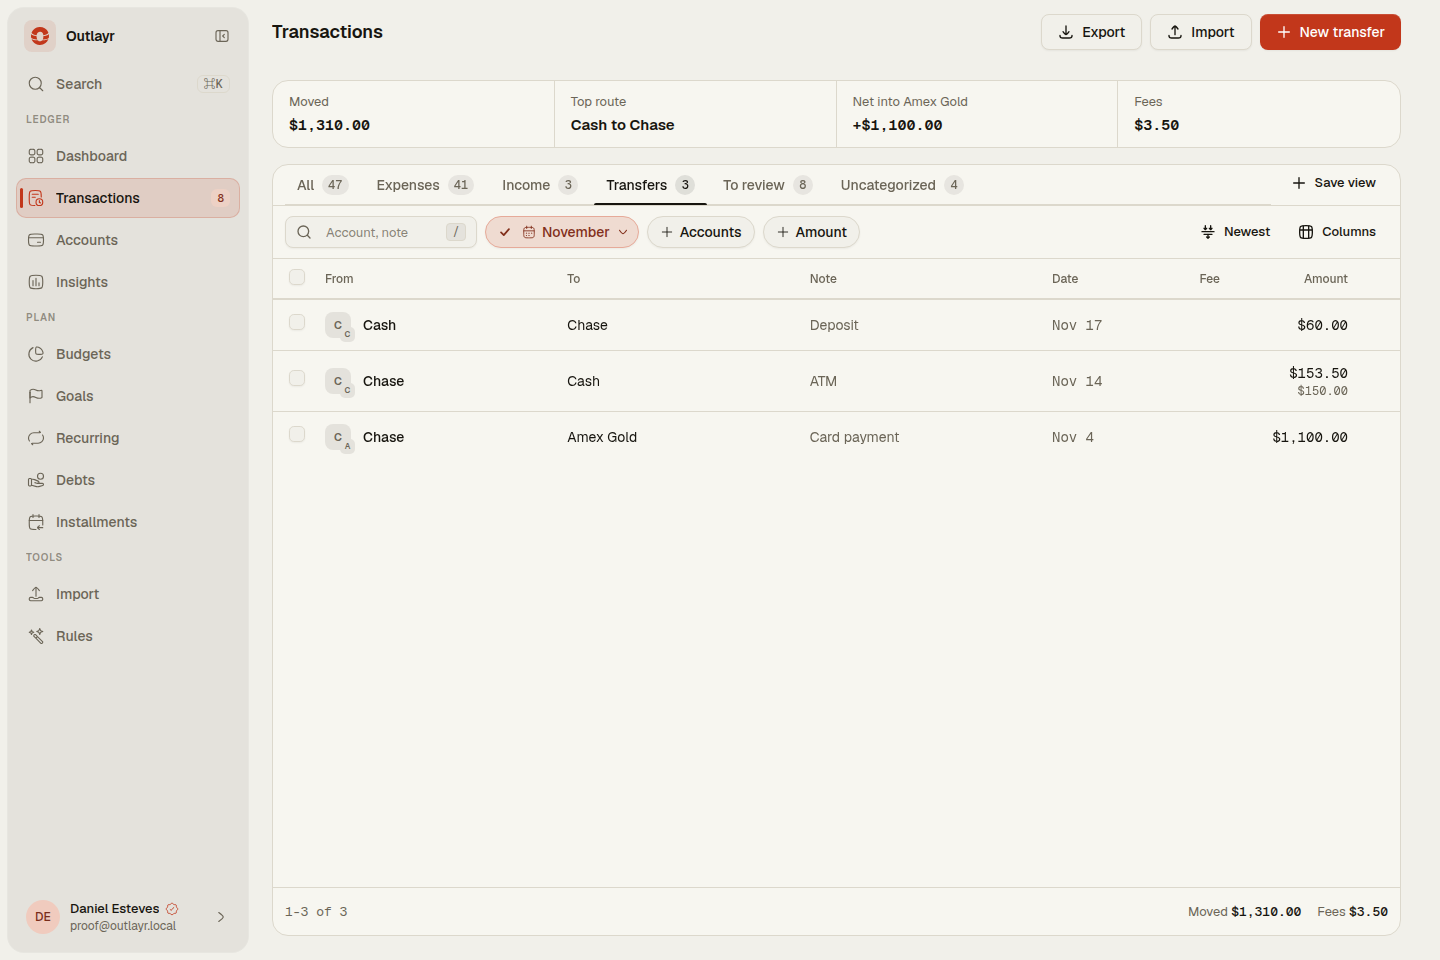 Outlayr
Search ⌘K
LEDGER
Dashboard
Transactions 8
Accounts
Insights
PLAN
Budgets
Goals
Recurring
Debts
Installments
TOOLS
Import
Rules
DE
Daniel Esteves
proof@outlayr.local
Transactions
Export
Import
New transfer
Moved
$1,310.00
Top route
Cash to Chase
Net into Amex Gold
+$1,100.00
Fees
$3.50
All 47 Expenses 41 Income 3 Transfers 3 To review 8 Uncategorized 4 Save view
Account, note / November Accounts Amount Newest Columns
From To Note Date Fee Amount
C C Cash Chase Deposit Nov 17 $60.00
C C Chase Cash ATM Nov 14 $153.50
$150.00
C A Chase Amex Gold Card payment Nov 4 $1,100.00
1-3 of 3 Moved $1,310.00 Fees $3.50